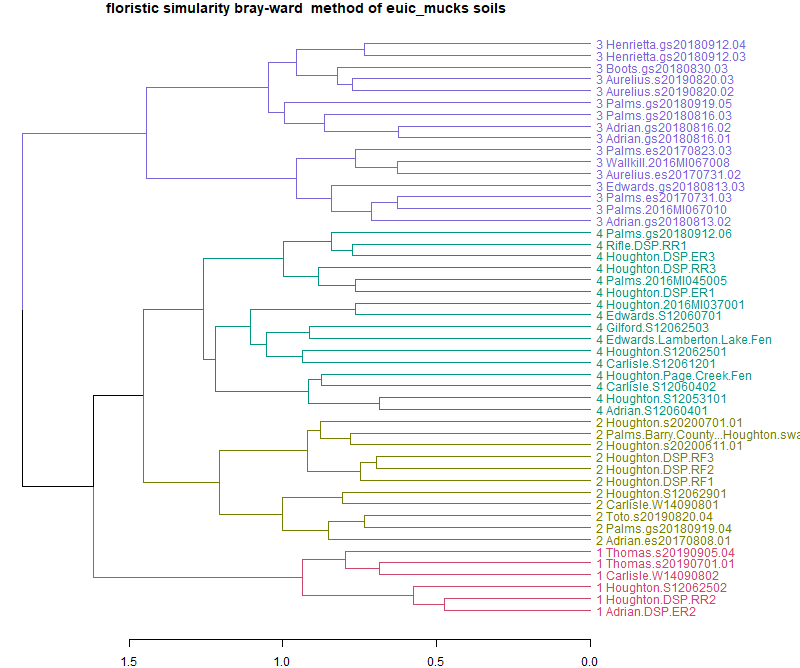 floristic simularity bray-ward method of euic_mucks soils
3 Henrietta.gs20180912.04
3 Henrietta.gs20180912.03
3 Boots.gs20180830.03
3 Aurelius.s20190820.03
3 Aurelius.s20190820.02
3 Palms.gs20180919.05
3 Palms.gs20180816.03
3 Adrian.gs20180816.02
3 Adrian.gs20180816.01
3 Palms.es20170823.03
3 Wallkill.2016MI067008
3 Aurelius.es20170731.02
3 Edwards.gs20180813.03
3 Palms.es20170731.03
3 Palms.2016MI067010
3 Adrian.gs20180813.02
4 Palms.gs20180912.06
4 Rifle.DSP.RR1
4 Houghton.DSP.ER3
4 Houghton.DSP.RR3
4 Palms.2016MI045005
4 Houghton.DSP.ER1
4 Houghton.2016MI037001
4 Edwards.S12060701
4 Gilford.S12062503
4 Edwards.Lamberton.Lake.Fen
4 Houghton.S12062501
4 Carlisle.S12061201
4 Houghton.Page.Creek.Fen
4 Carlisle.S12060402
4 Houghton.S12053101
4 Adrian.S12060401
2 Houghton.s20200701.01
2 Palms.Barry.County...Houghton.swa
2 Houghton.s20200611.01
2 Houghton.DSP.RF3
2 Houghton.DSP.RF2
2 Houghton.DSP.RF1
2 Houghton.S12062901
2 Carlisle.W14090801
2 Toto.s20190820.04
2 Palms.gs20180919.04
2 Adrian.es20170808.01
1 Thomas.s20190905.04
1 Thomas.s20190701.01
1 Carlisle.W14090802
1 Houghton.S12062502
1 Houghton.DSP.RR2
1 Adrian.DSP.ER2
1.5 1.0 0.5 0.0